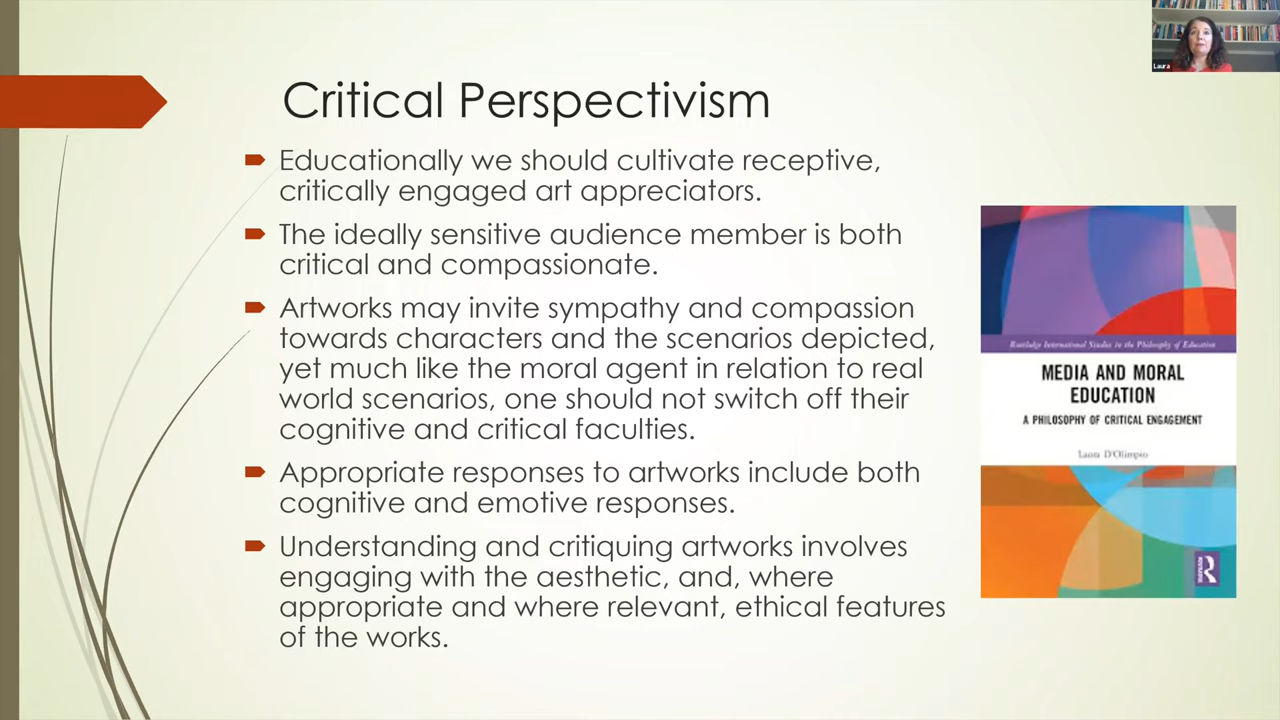 Laura
Critical Perspectivism
Educationally we should cultivate receptive,
critically engaged art appreciators.
The ideally sensitive audience member is both
critical and compassionate.
Artworks may invite sympathy and compassion
towards characters and the scenarios depicted,
yet much like the moral agent in relation to real
world scenarios, one should not switch off their
cognitive and critical faculties.
Appropriate responses to artworks include both
cognitive and emotive responses.
Understanding and critiquing artworks involves
engaging with the aesthetic, and, where
appropriate and where relevant, ethical features
of the works.
Routledge International Studies in the Philosophy of Education
MEDIA AND MORAL
EDUCATION
A PHILOSOPHY OF CRITICAL ENGAGEMENT
Laura D'Olimpio